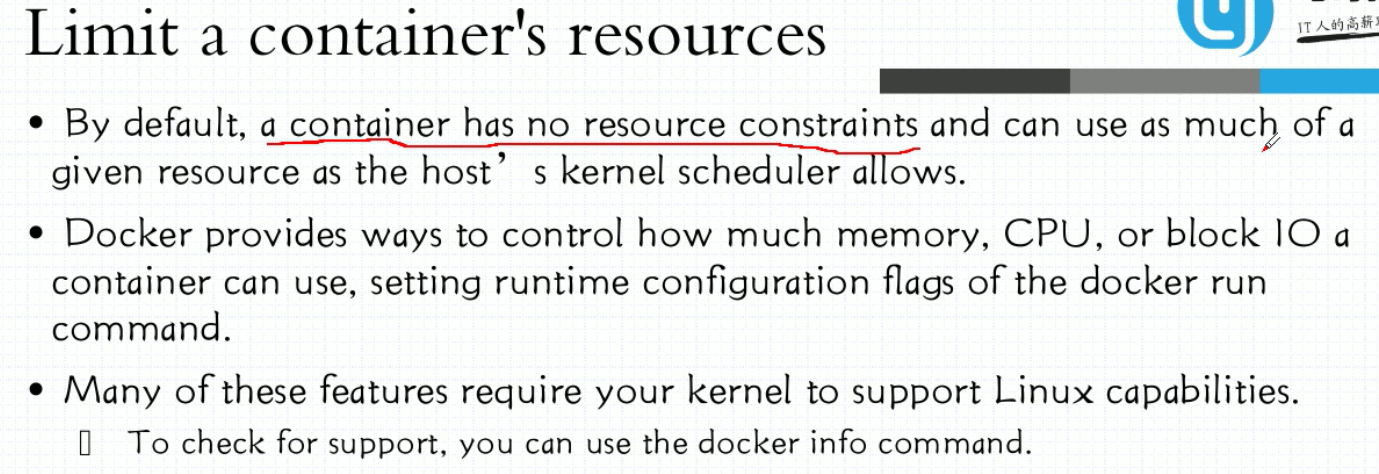 Limit a container's resources
IT人的高薪
• By default, a container has no resource constraints and can use as much of a
given resource as the host’s kernel scheduler allows.
• Docker provides ways to control how much memory, CPU, or block IO a
container can use, setting runtime configuration flags of the docker run
command.
• Many of these features require your kernel to support Linux capabilities.
To check for support, you can use the docker info command.